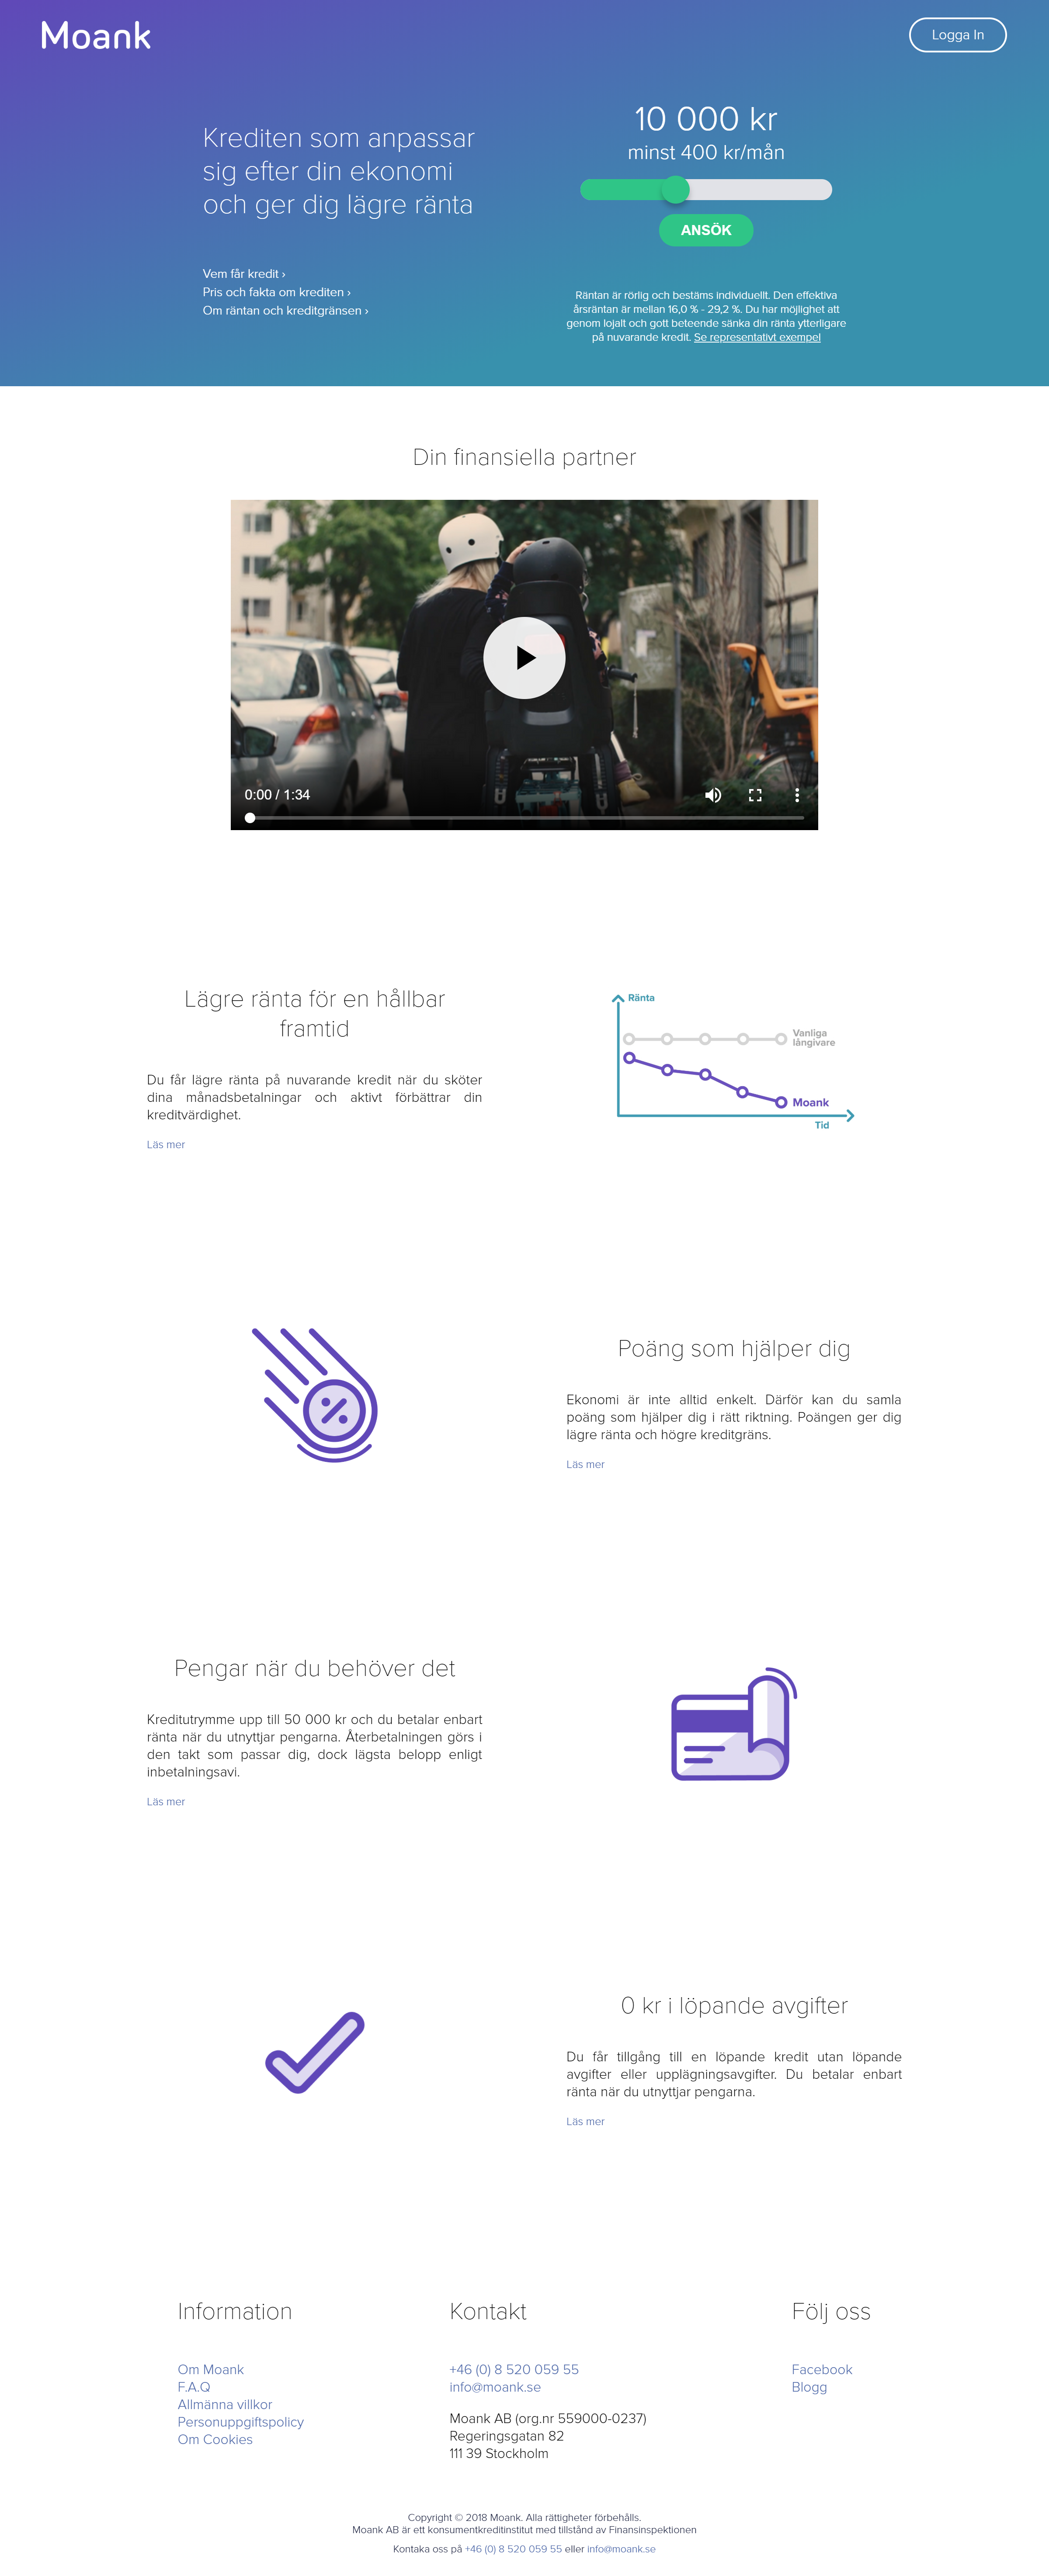 Moank
Logga In
Krediten som anpassar
sig efter din ekonomi
och ger dig lägre ränta
Vem får kredit ›
Pris och fakta om krediten ›
Om räntan och kreditgränsen ›
10 000 kr
minst 400 kr/mån
ANSÖK
Räntan är rörlig och bestäms individuellt. Den effektiva
årsräntan är mellan 16,0 % - 29,2 %. Du har möjlighet att
genom lojalt och gott beteende sänka din ränta ytterligare
på nuvarande kredit. Se representativt exempel
Din finansiella partner
0:00 / 1:34
Lägre ränta för en hållbar
framtid
Du får lägre ränta på nuvarande kredit när du sköter
dina månadsbetalningar och aktivt förbättrar din
kreditvärdighet.
Läs mer
Ränta
Vanliga
långivare
Moank
Tid
Poäng som hjälper dig
Ekonomi är inte alltid enkelt. Därför kan du samla
poäng som hjälper dig i rätt riktning. Poängen ger dig
lägre ränta och högre kreditgräns.
Läs mer
Pengar när du behöver det
Kreditutrymme upp till 50 000 kr och du betalar enbart
ränta när du utnyttjar pengarna. Återbetalningen görs i
den takt som passar dig, dock lägsta belopp enligt
inbetalningsavi.
Läs mer
0 kr i löpande avgifter
Du får tillgång till en löpande kredit utan löpande
avgifter eller upplägningsavgifter. Du betalar enbart
ränta när du utnyttjar pengarna.
Läs mer
Information
Om Moank
F.A.Q
Allmänna villkor
Personuppgiftspolicy
Om Cookies
Kontakt
+46 (0) 8 520 059 55
info@moank.se
Moank AB (org.nr 559000-0237)
Regeringsgatan 82
111 39 Stockholm
Följ oss
Facebook
Blogg
Copyright © 2018 Moank. Alla rättigheter förbehålls.
Moank AB är ett konsumentkreditinstitut med tillstånd av Finansinspektionen
Kontaka oss på +46 (0) 8 520 059 55 eller info@moank.se